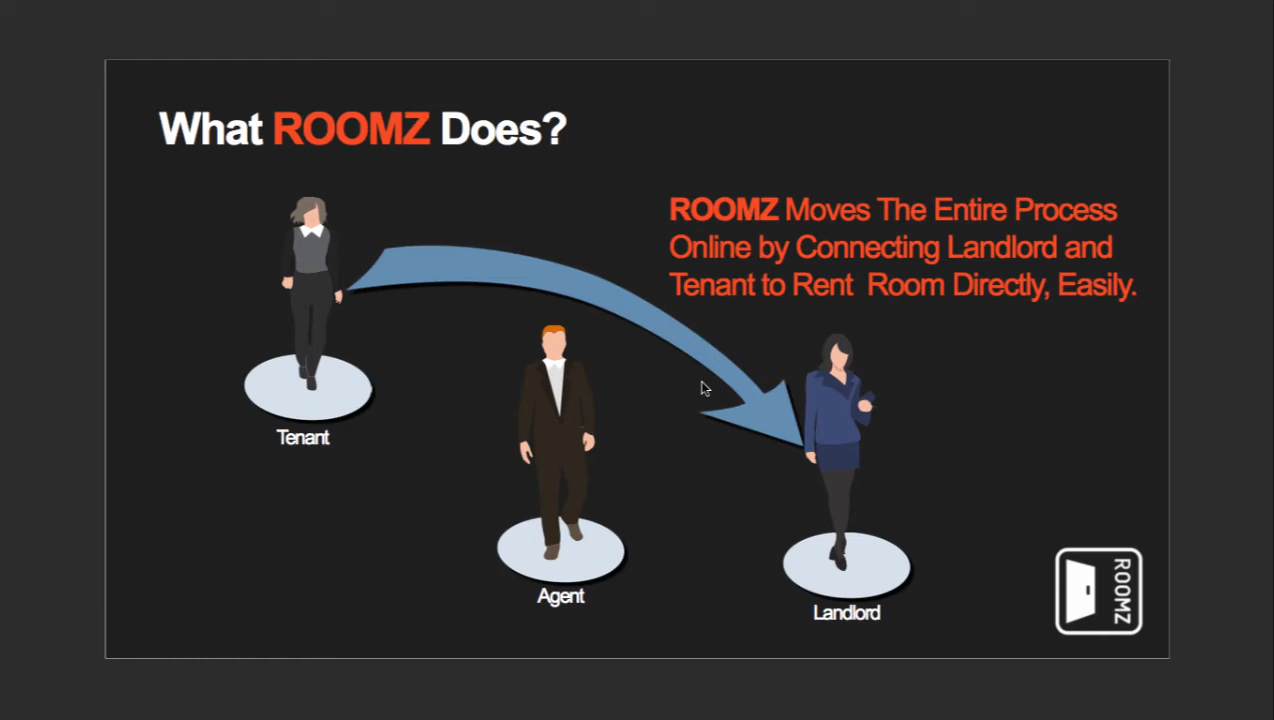 What ROOMZ Does?
ROOMZ Moves The Entire Process
Online by Connecting Landlord and
Tenant to Rent  Room Directly, Easily.
Tenant
Agent
Landlord
ROOMZ